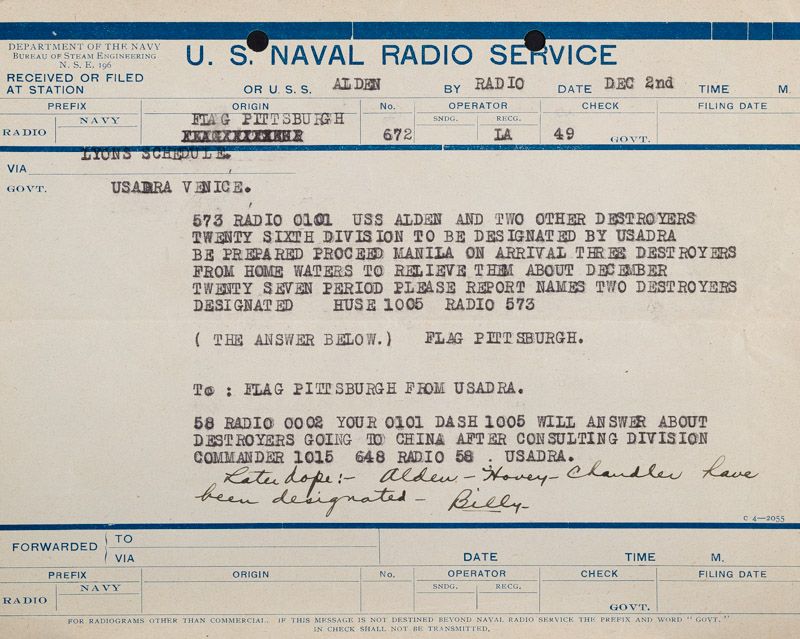 DEPARTMENT OF THE NAVY
BUREAU OF STEAM ENGINEERING
N. S. E. 196
U. S. NAVAL RADIO SERVICE
RECEIVED OR FILED
AT STATION
OR U. S. S. ALDEN BY RADIO DATE DEC 2nd TIME M.
PREFIX ORIGIN No. OPERATOR CHECK FILING DATE
NAVY FLAG PITTSBURGH SNDG. RECG.
RADIO 672 IA 49 GOVT.
LYONS SCHEDULE.
VIA
GOVT. USADRA VENICE.
573 RADIO 0101 USS ALDEN AND TWO OTHER DESTROYERS
TWENTY SIXTH DIVISION TO BE DESIGNATED BY USADRA
BE PREPARED PROCEED MANILA ON ARRIVAL THREE DESTROYERS
FROM HOME WATERS TO RELIEVE THEM ABOUT DECEMBER
TWENTY SEVEN PERIOD PLEASE REPORT NAMES TWO DESTROYERS
DESIGNATED HUSE 1005 RADIO 573
( THE ANSWER BELOW.) FLAG PITTSBURGH.
To : FLAG PITTSBURGH FROM USADRA.
58 RADIO 0002 YOUR 0101 DASH 1005 WILL ANSWER ABOUT
DESTROYERS GOING TO CHINA AFTER CONSULTING DIVISION
COMMANDER 1015 648 RADIO 58 . USADRA.
Later dope:- Alden - Hovey - Chandler have
been designated - Billy -
C 4—2055
FORWARDED TO
VIA DATE TIME M.
PREFIX ORIGIN No. OPERATOR CHECK FILING DATE
NAVY SNDG. RECG.
RADIO GOVT.
FOR RADIOGRAMS OTHER THAN COMMERCIAL. IF THIS MESSAGE IS NOT DESTINED BEYOND NAVAL RADIO SERVICE THE PREFIX AND WORD "GOVT."
IN CHECK SHALL NOT BE TRANSMITTED.